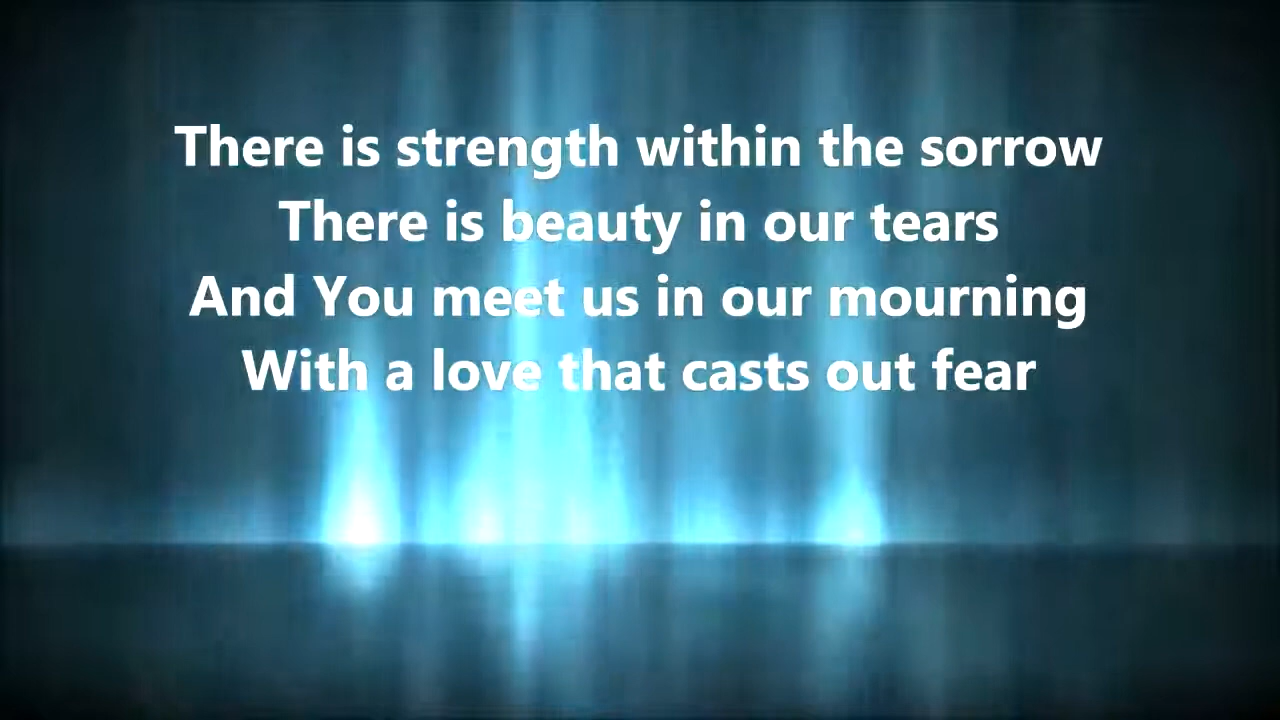 There is strength within the sorrow
There is beauty in our tears
And You meet us in our mourning
With a love that casts out fear